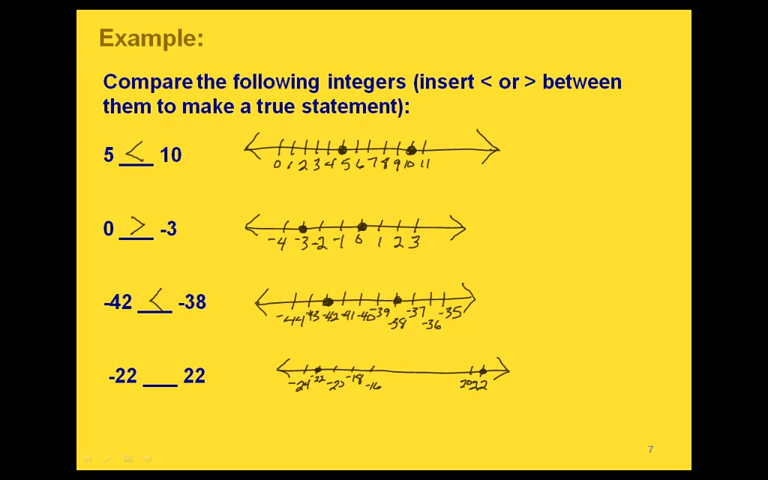 Example:
Compare the following integers (insert < or > between
them to make a true statement):
5 < 10
0 1 2 3 4 5 6 7 8 9 10 11
0 > -3
-4 -3 -2 -1 0 1 2 3
-42 < -38
-44 -43 -42 -41 -40 -39 -38 -37 -36 -35
-22 ___ 22
-24 -22 -20 -18 -16 20 22
7